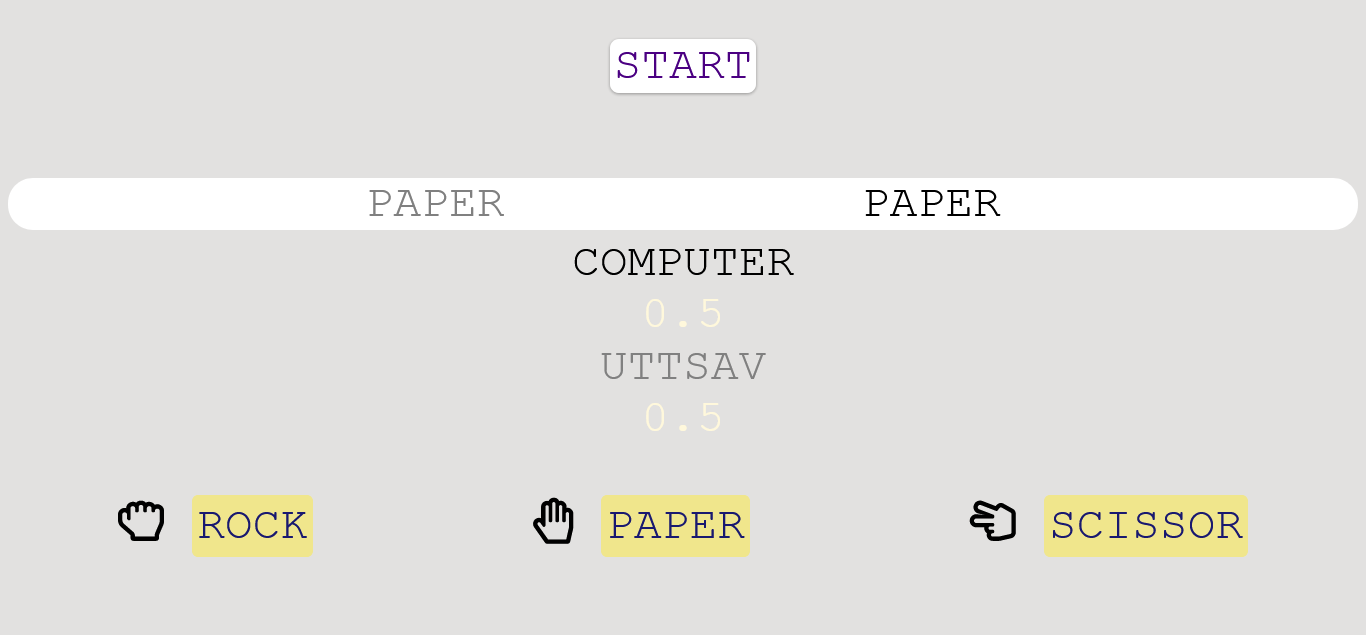 START
PAPER PAPER
COMPUTER
0.5
UTTSAV
0.5
ROCK PAPER SCISSOR